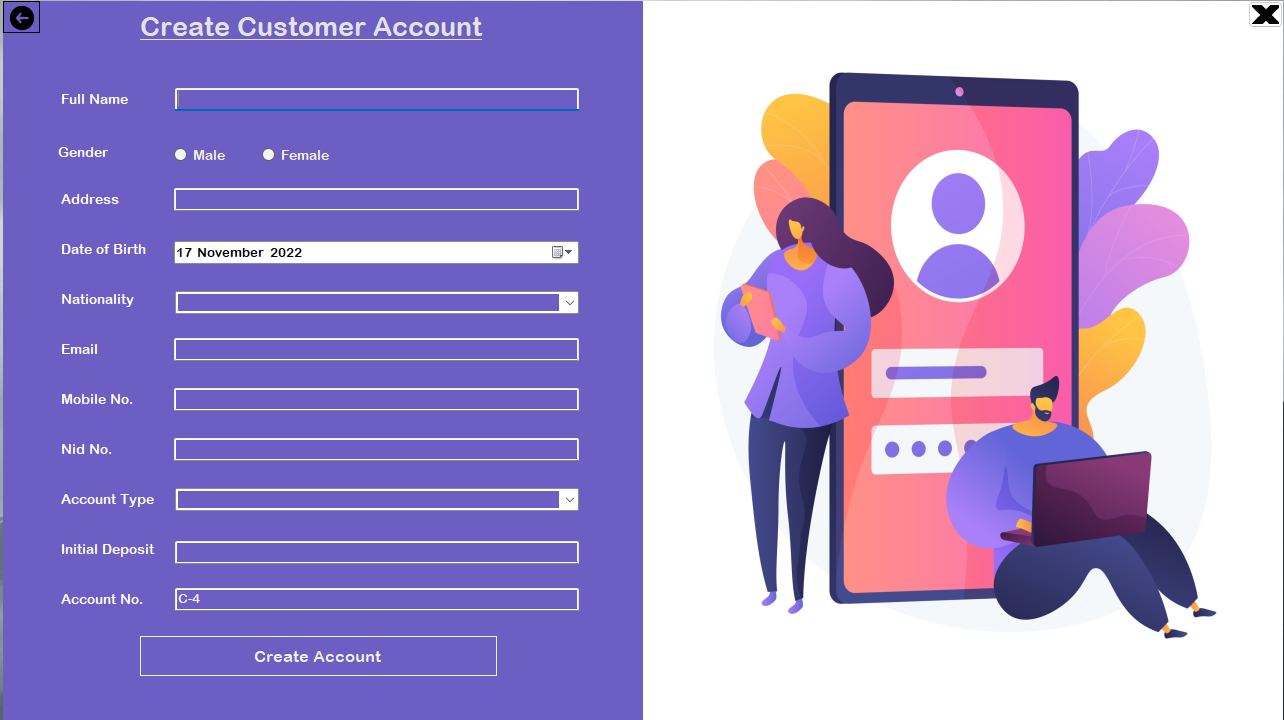 Create Customer Account
Full Name
Gender Male Female
Address
Date of Birth 17 November 2022
Nationality
Email
Mobile No.
Nid No.
Account Type
Initial Deposit
Account No. C-4
Create Account